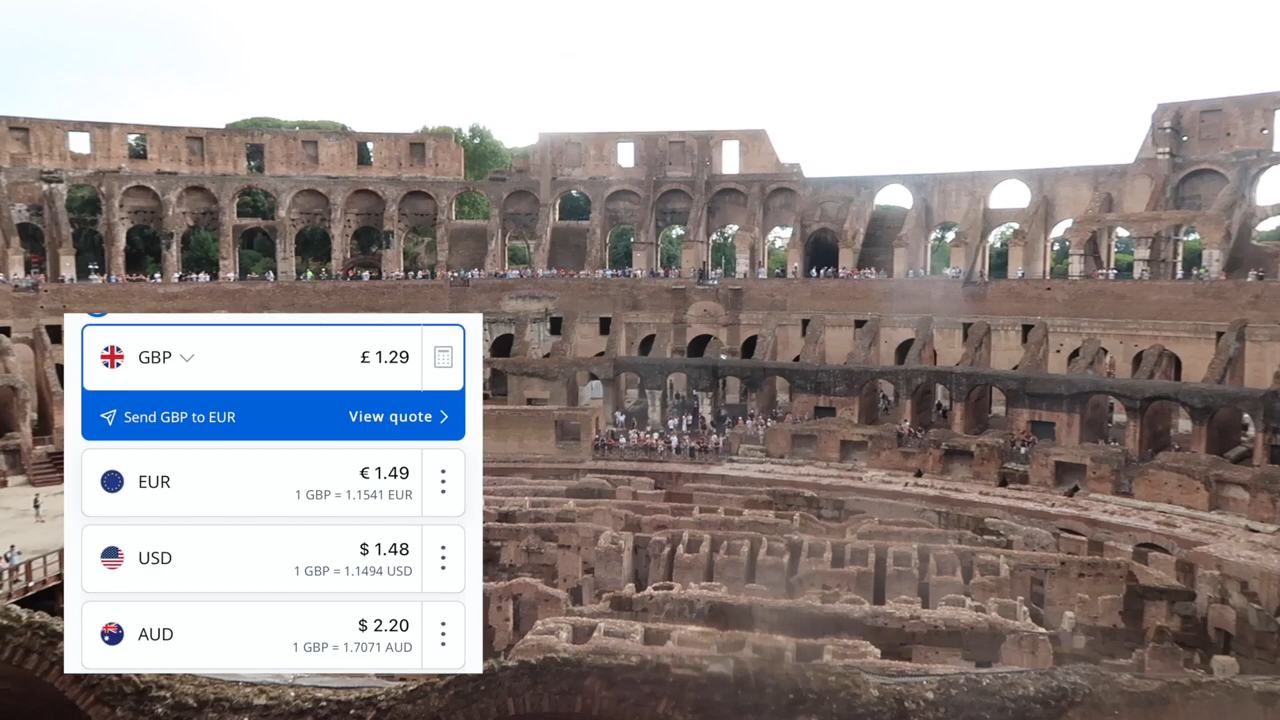 GBP £ 1.29
Send GBP to EUR View quote
EUR € 1.49
1 GBP = 1.1541 EUR
USD $ 1.48
1 GBP = 1.1494 USD
AUD $ 2.20
1 GBP = 1.7071 AUD